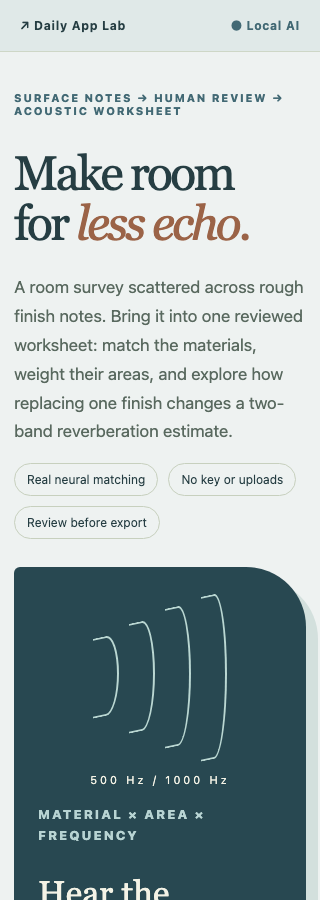 ↗ Daily App Lab
Local AI
SURFACE NOTES → HUMAN REVIEW →
ACOUSTIC WORKSHEET
Make room
for less echo.
A room survey scattered across rough
finish notes. Bring it into one reviewed
worksheet: match the materials,
weight their areas, and explore how
replacing one finish changes a two-
band reverberation estimate.
Real neural matching
No key or uploads
Review before export
500 Hz / 1000 Hz
MATERIAL × AREA ×
FREQUENCY
Hear the